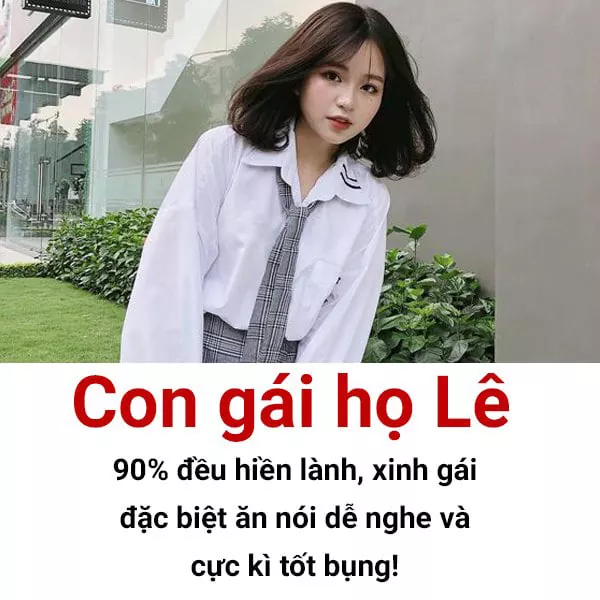 Con gái họ Lê
90% đều hiền lành, xinh gái
đặc biệt ăn nói dễ nghe và
cực kì tốt bụng!